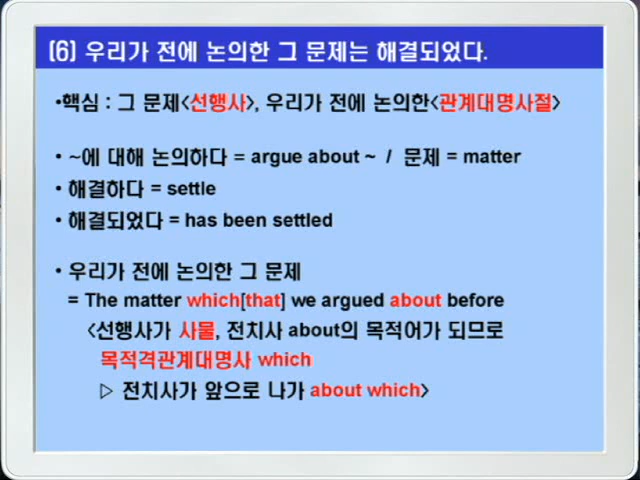 (6) 우리가 전에 논의한 그 문제는 해결되었다.
•핵심 : 그 문제<선행사>, 우리가 전에 논의한<관계대명사절>
• ~에 대해 논의하다 = argue about ~ / 문제 = matter
• 해결하다 = settle
• 해결되었다 = has been settled
• 우리가 전에 논의한 그 문제
= The matter which[that] we argued about before
<선행사가 사물, 전치사 about의 목적어가 되므로
목적격관계대명사 which
▷ 전치사가 앞으로 나가 about which>